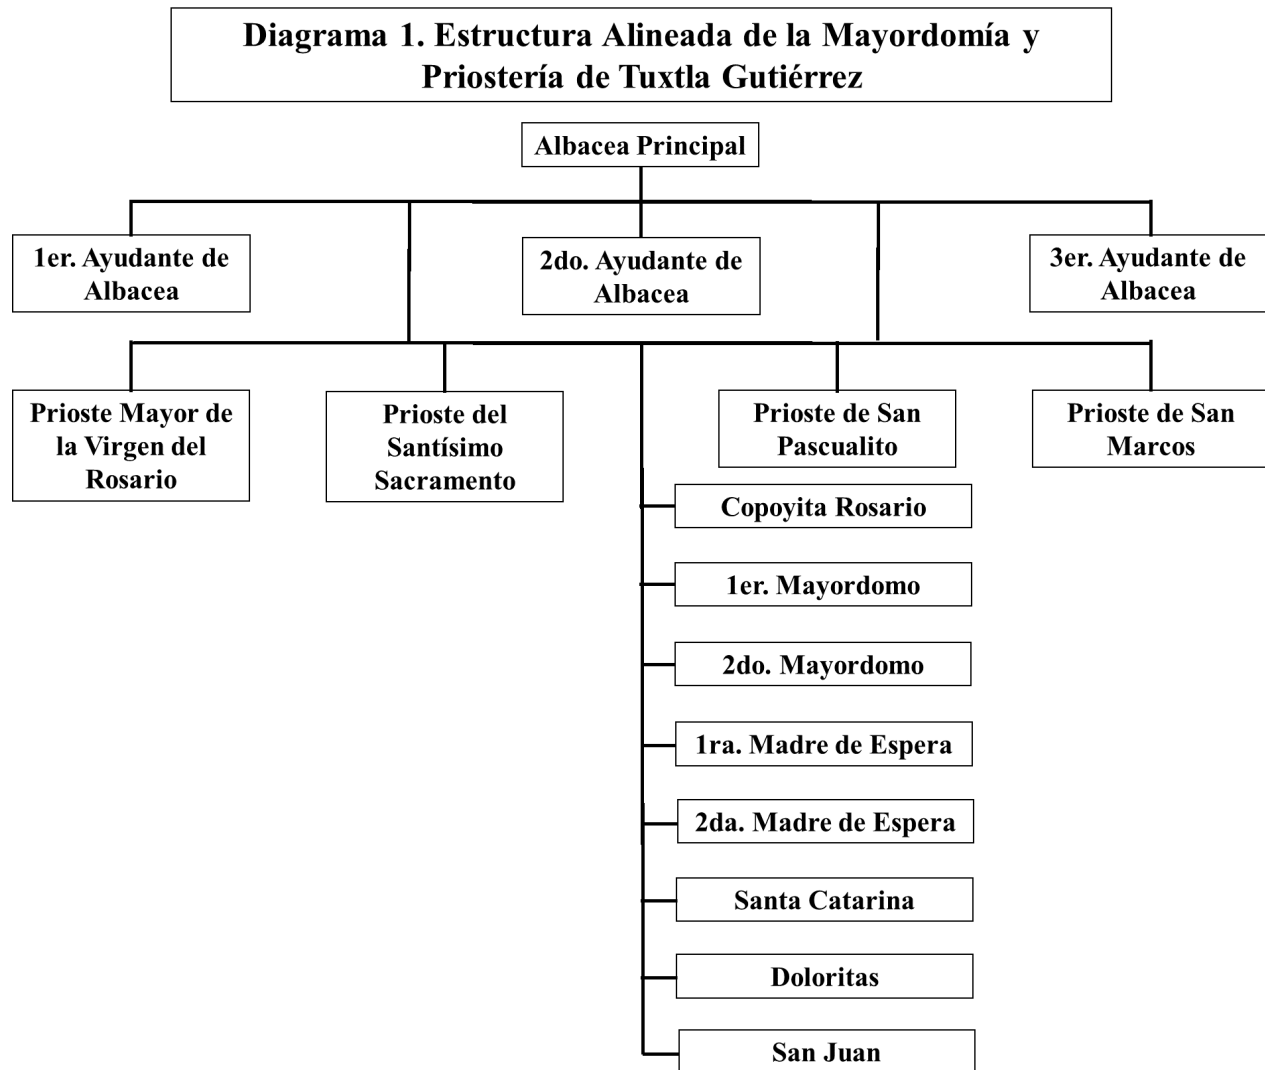 Diagrama 1. Estructura Alineada de la Mayordomía y
Priostería de Tuxtla Gutiérrez
Albacea Principal
1er. Ayudante de
Albacea
2do. Ayudante de
Albacea
3er. Ayudante de
Albacea
Prioste Mayor de
la Virgen del
Rosario
Prioste del
Santísimo
Sacramento
Prioste de San
Pascualito
Prioste de San
Marcos
Copoyita Rosario
1er. Mayordomo
2do. Mayordomo
1ra. Madre de Espera
2da. Madre de Espera
Santa Catarina
Doloritas
San Juan